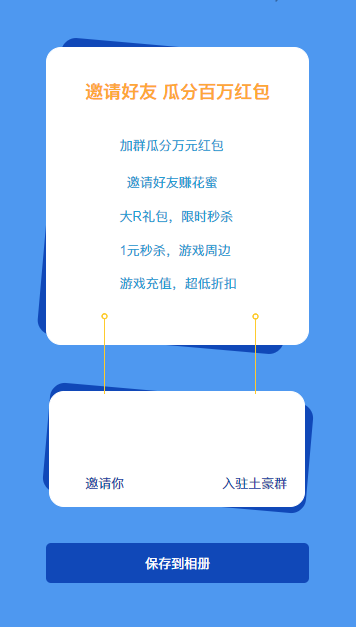 邀请好友 瓜分百万红包
加群瓜分万元红包
邀请好友赚花蜜
大R礼包，限时秒杀
1元秒杀，游戏周边
游戏充值，超低折扣
邀请你
入驻土豪群
保存到相册